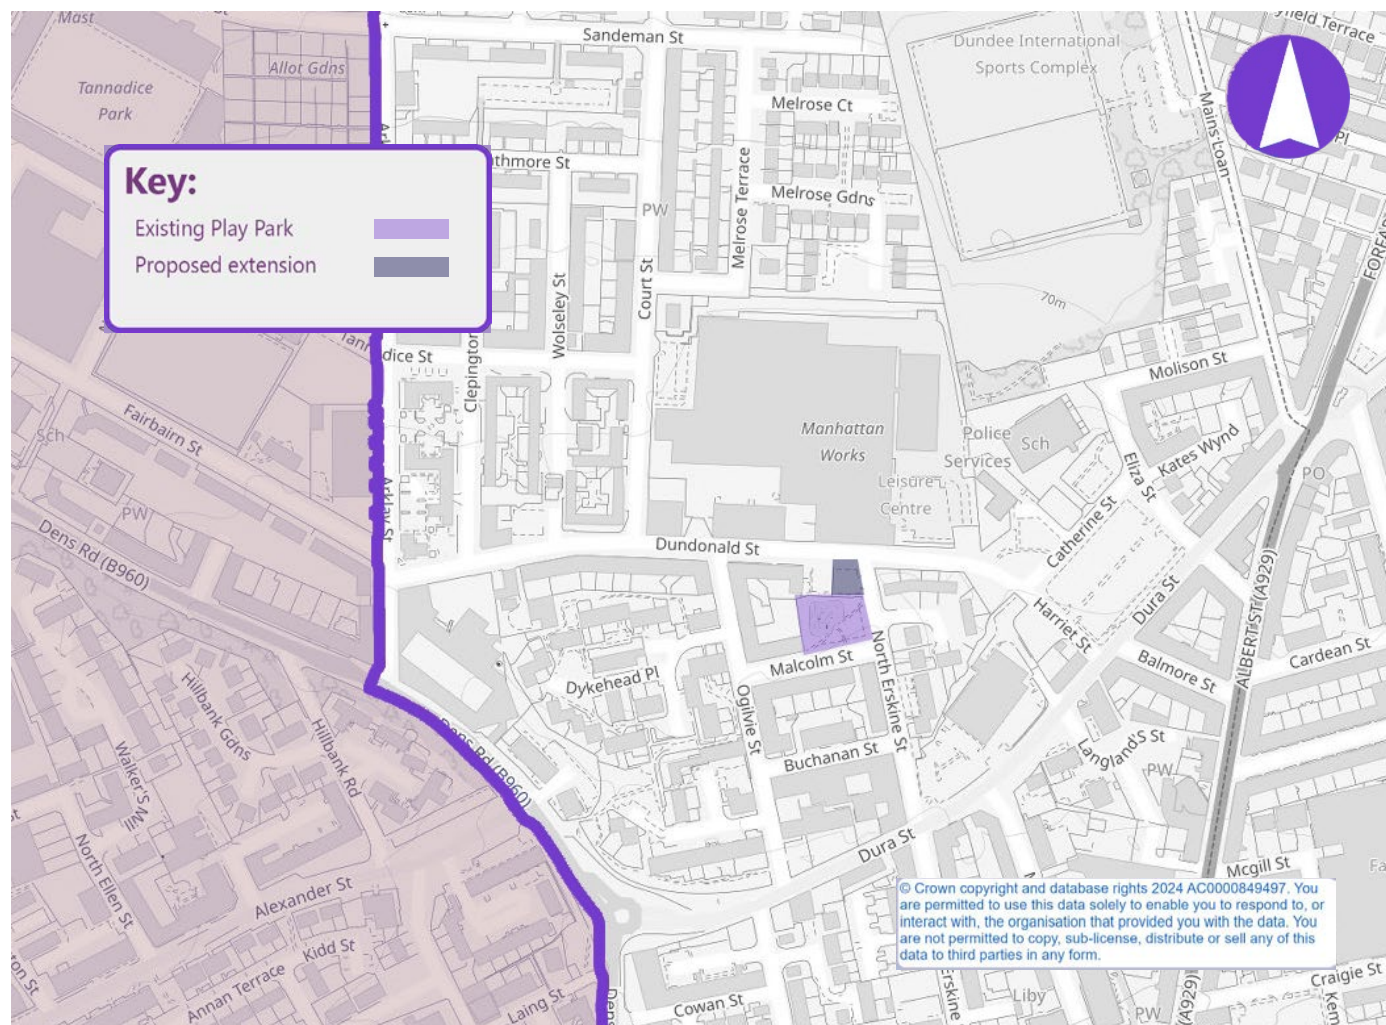 Mast
Tannadice
Park
Allot Gdns
Sandeman St
Dundee International
Sports Complex
Melrose Ct
Mains Loan
Melrose Gdns
Melrose Terrace
PW
Key:
Existing Play Park
Proposed extension
Court St
Wolseley St
Clepington
70m
dice St
Molison St
Fairbairn St
Sch
Manhattan
Works
Police
Services
Sch
Leisure
Centre
Kates Wynd
Eliza St
PO
PW
Dens Rd (B960)
Arklay St
Catherine St
Dundonald St
ALBERT ST (A929)
Dura St
Harriet St
Malcolm St
North Erskine St
Balmore St
Cardean St
Dykehead Pl
Ogilvie St
Hillbank Gdns
Hillbank Rd
Dens Rd (B960)
Buchanan St
Langland'S St
PW
Walker'S Mill
Dura St
Mcgill St
North Ellen St
Alexander St
Kidd St
Annan Terrace
Laing St
Cowan St
Erskine
Liby
PW
(A929)
Craigie St
Dens
© Crown copyright and database rights 2024 AC0000849497. You
are permitted to use this data solely to enable you to respond to, or
interact with, the organisation that provided you with the data. You
are not permitted to copy, sub-license, distribute or sell any of this
data to third parties in any form.